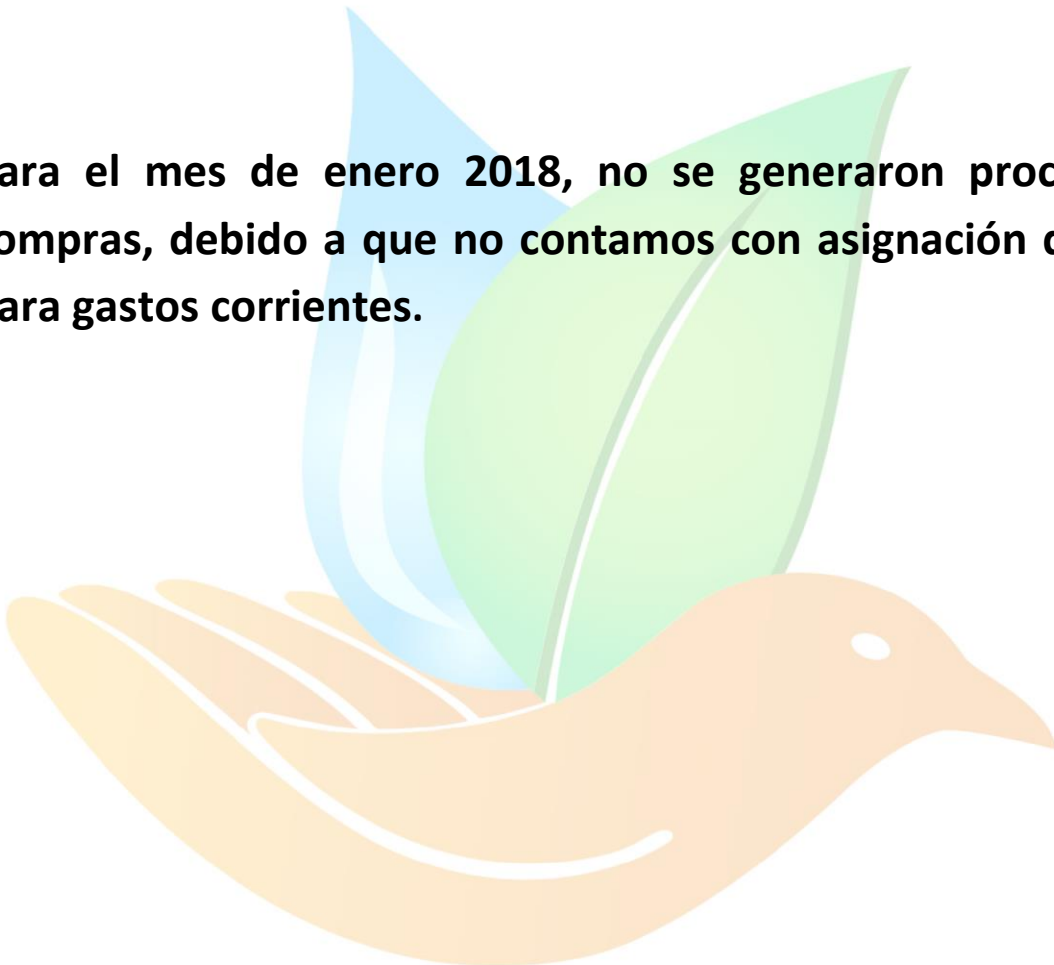 ara el mes de enero 2018, no se generaron proc
ompras, debido a que no contamos con asignación
ara gastos corrientes.